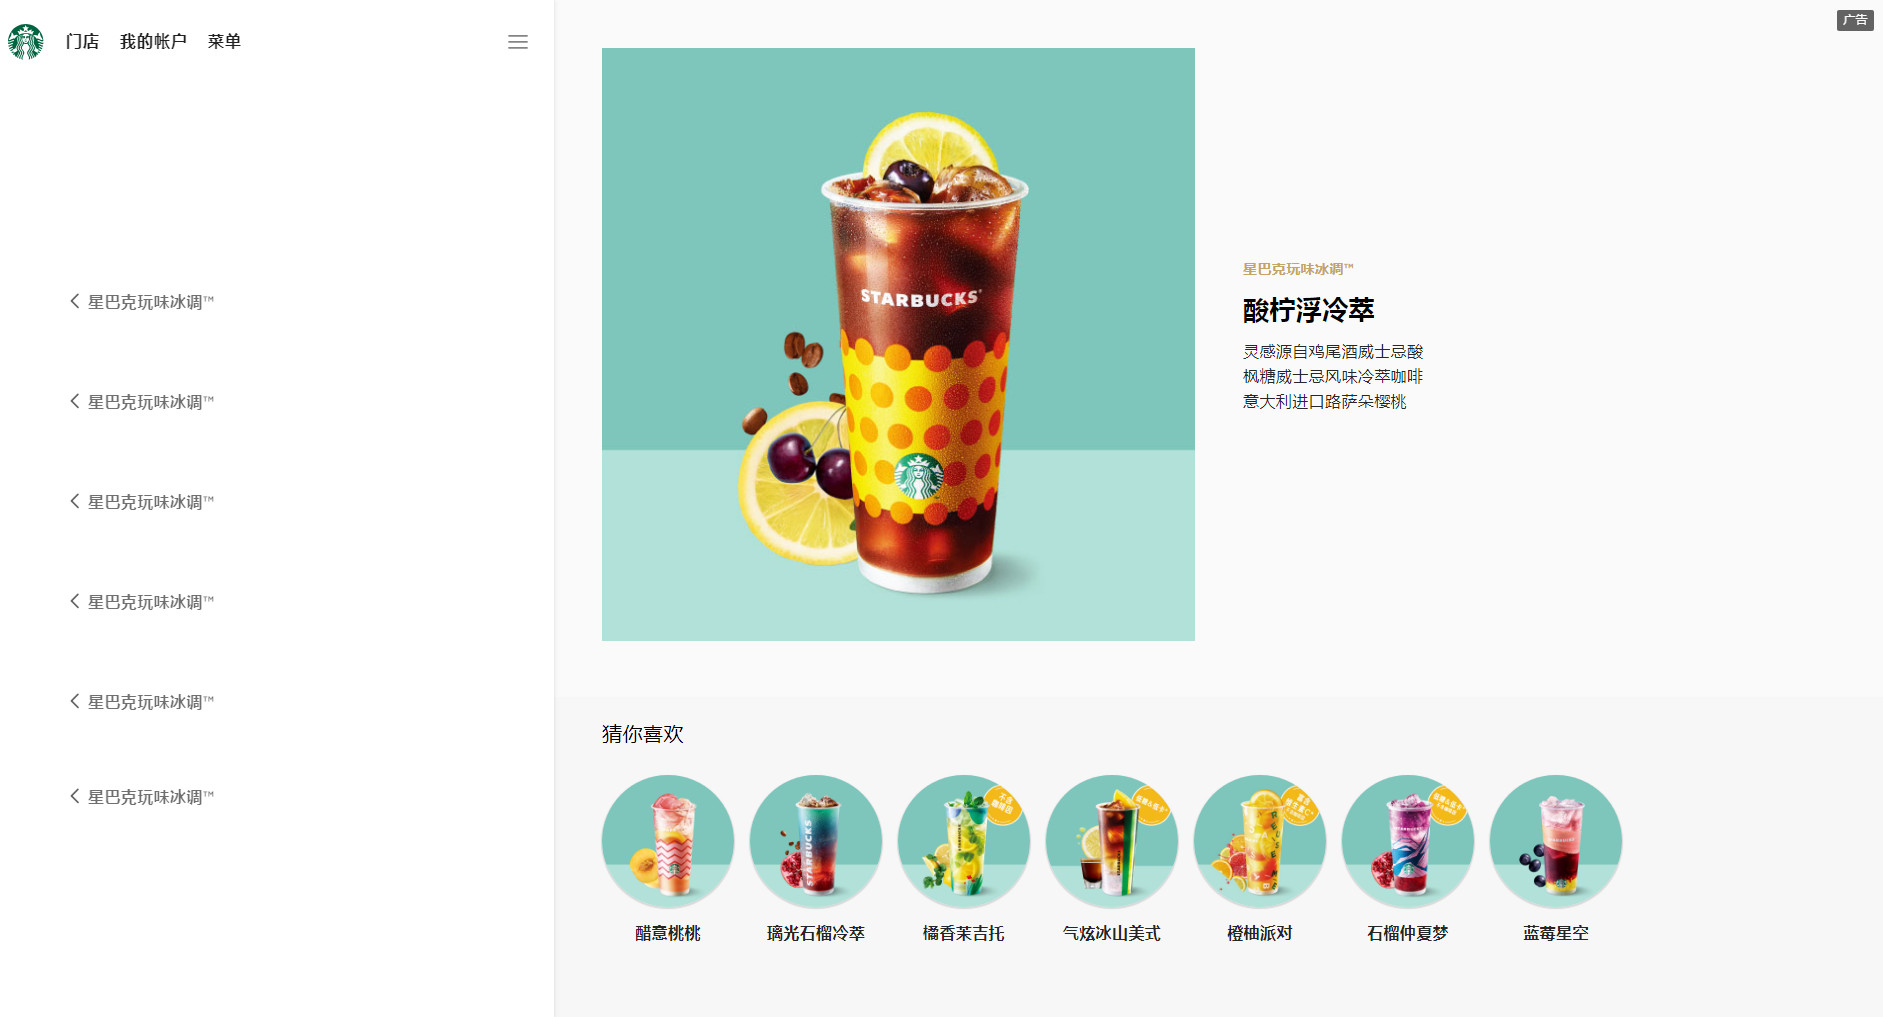 门店 我的帐户 菜单
广告
星巴克玩味冰调™
星巴克玩味冰调™
星巴克玩味冰调™
星巴克玩味冰调™
星巴克玩味冰调™
星巴克玩味冰调™
STARBUCKS
星巴克玩味冰调™
酸柠浮冷萃
灵感源自鸡尾酒威士忌酸
枫糖威士忌风味冷萃咖啡
意大利进口路萨朵樱桃
猜你喜欢
STARBUCKS
不含
咖啡因
醋意桃桃
璃光石榴冷萃
橘香茉吉托
气炫冰山美式
橙柚派对
石榴仲夏梦
蓝莓星空